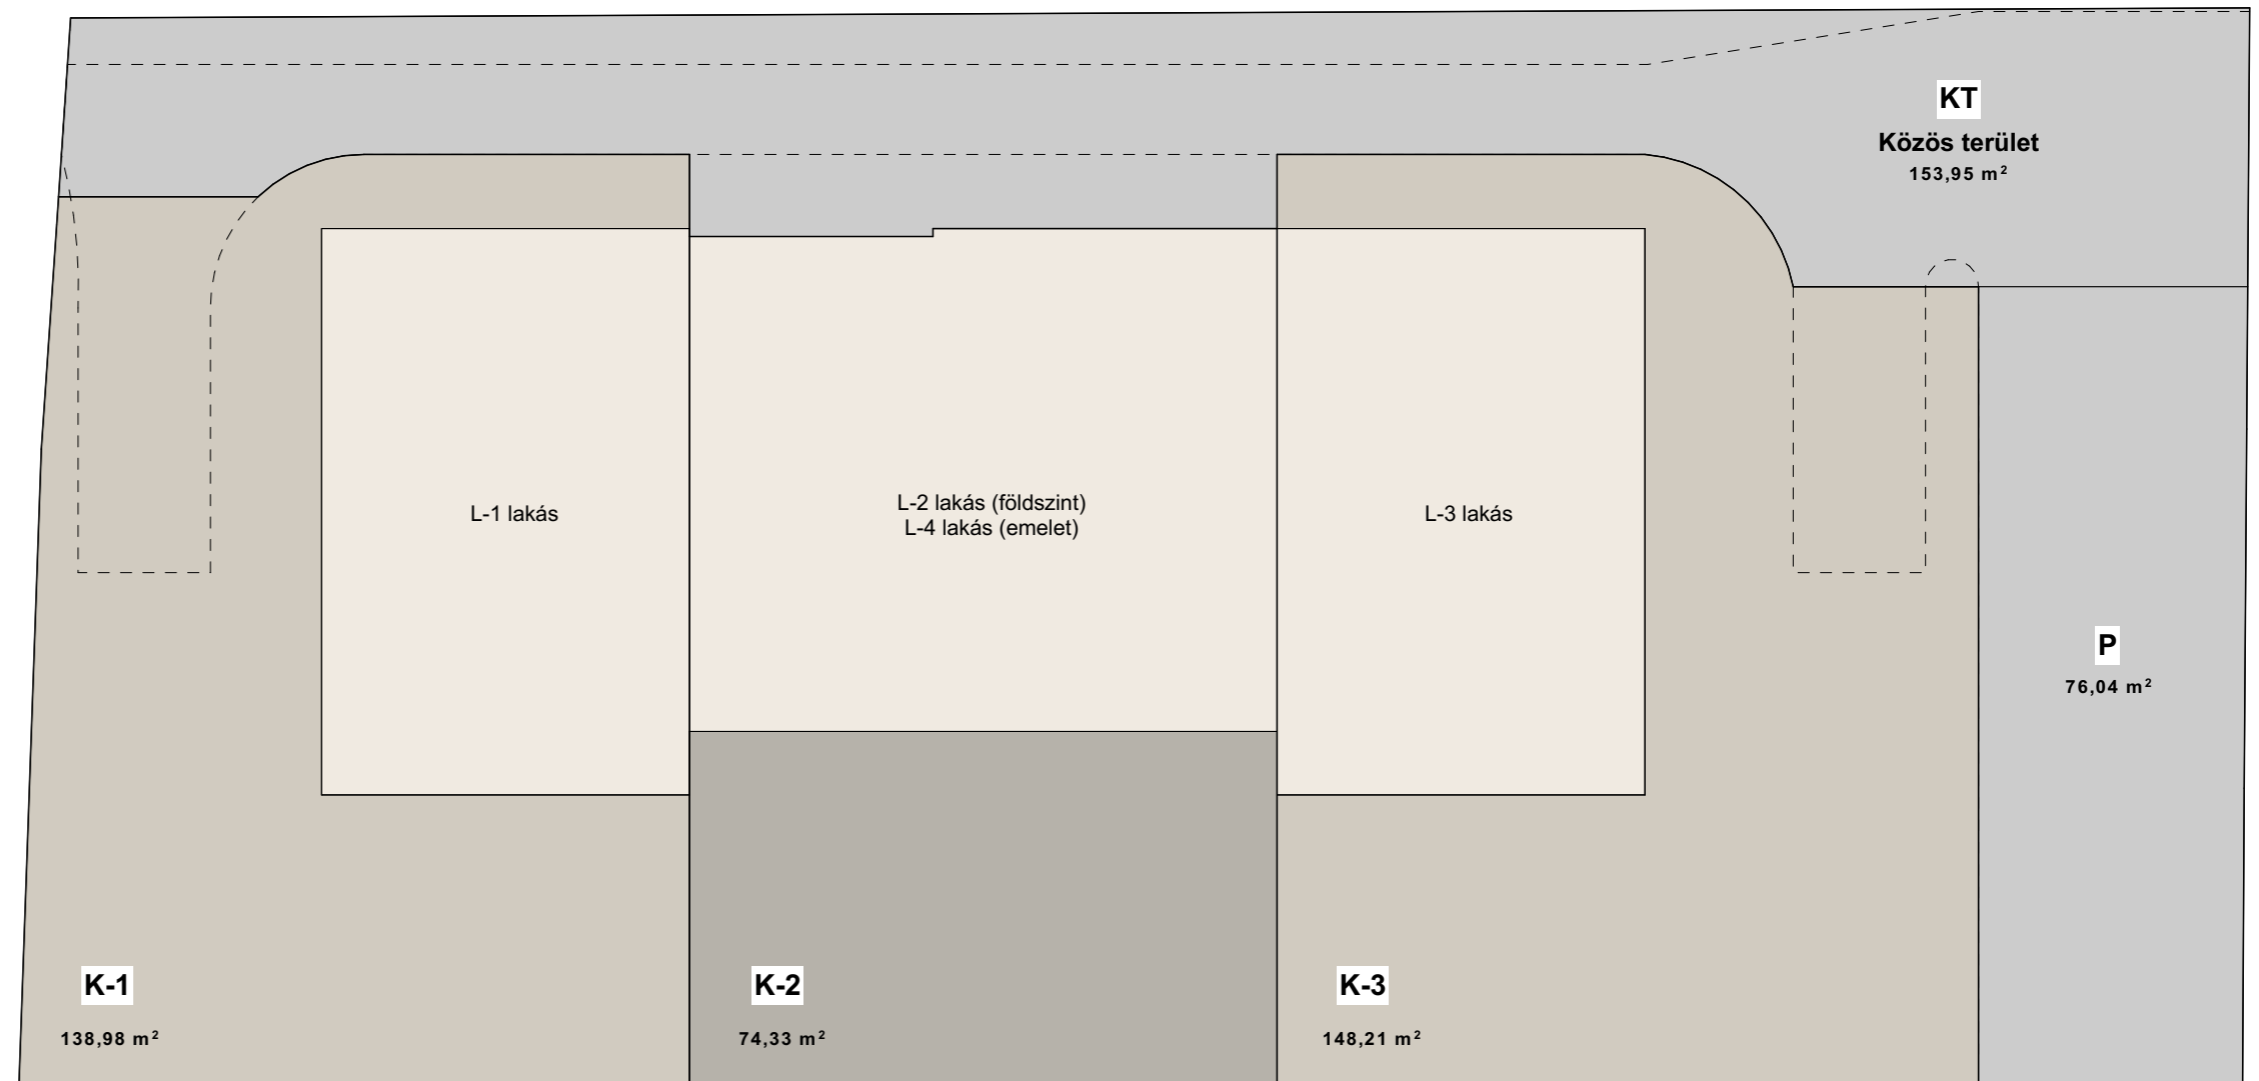 KT
Közös terület
153,95 m²
L-1 lakás
L-2 lakás (földszint)
L-4 lakás (emelet)
L-3 lakás
P
76,04 m²
K-1
138,98 m²
K-2
74,33 m²
K-3
148,21 m²